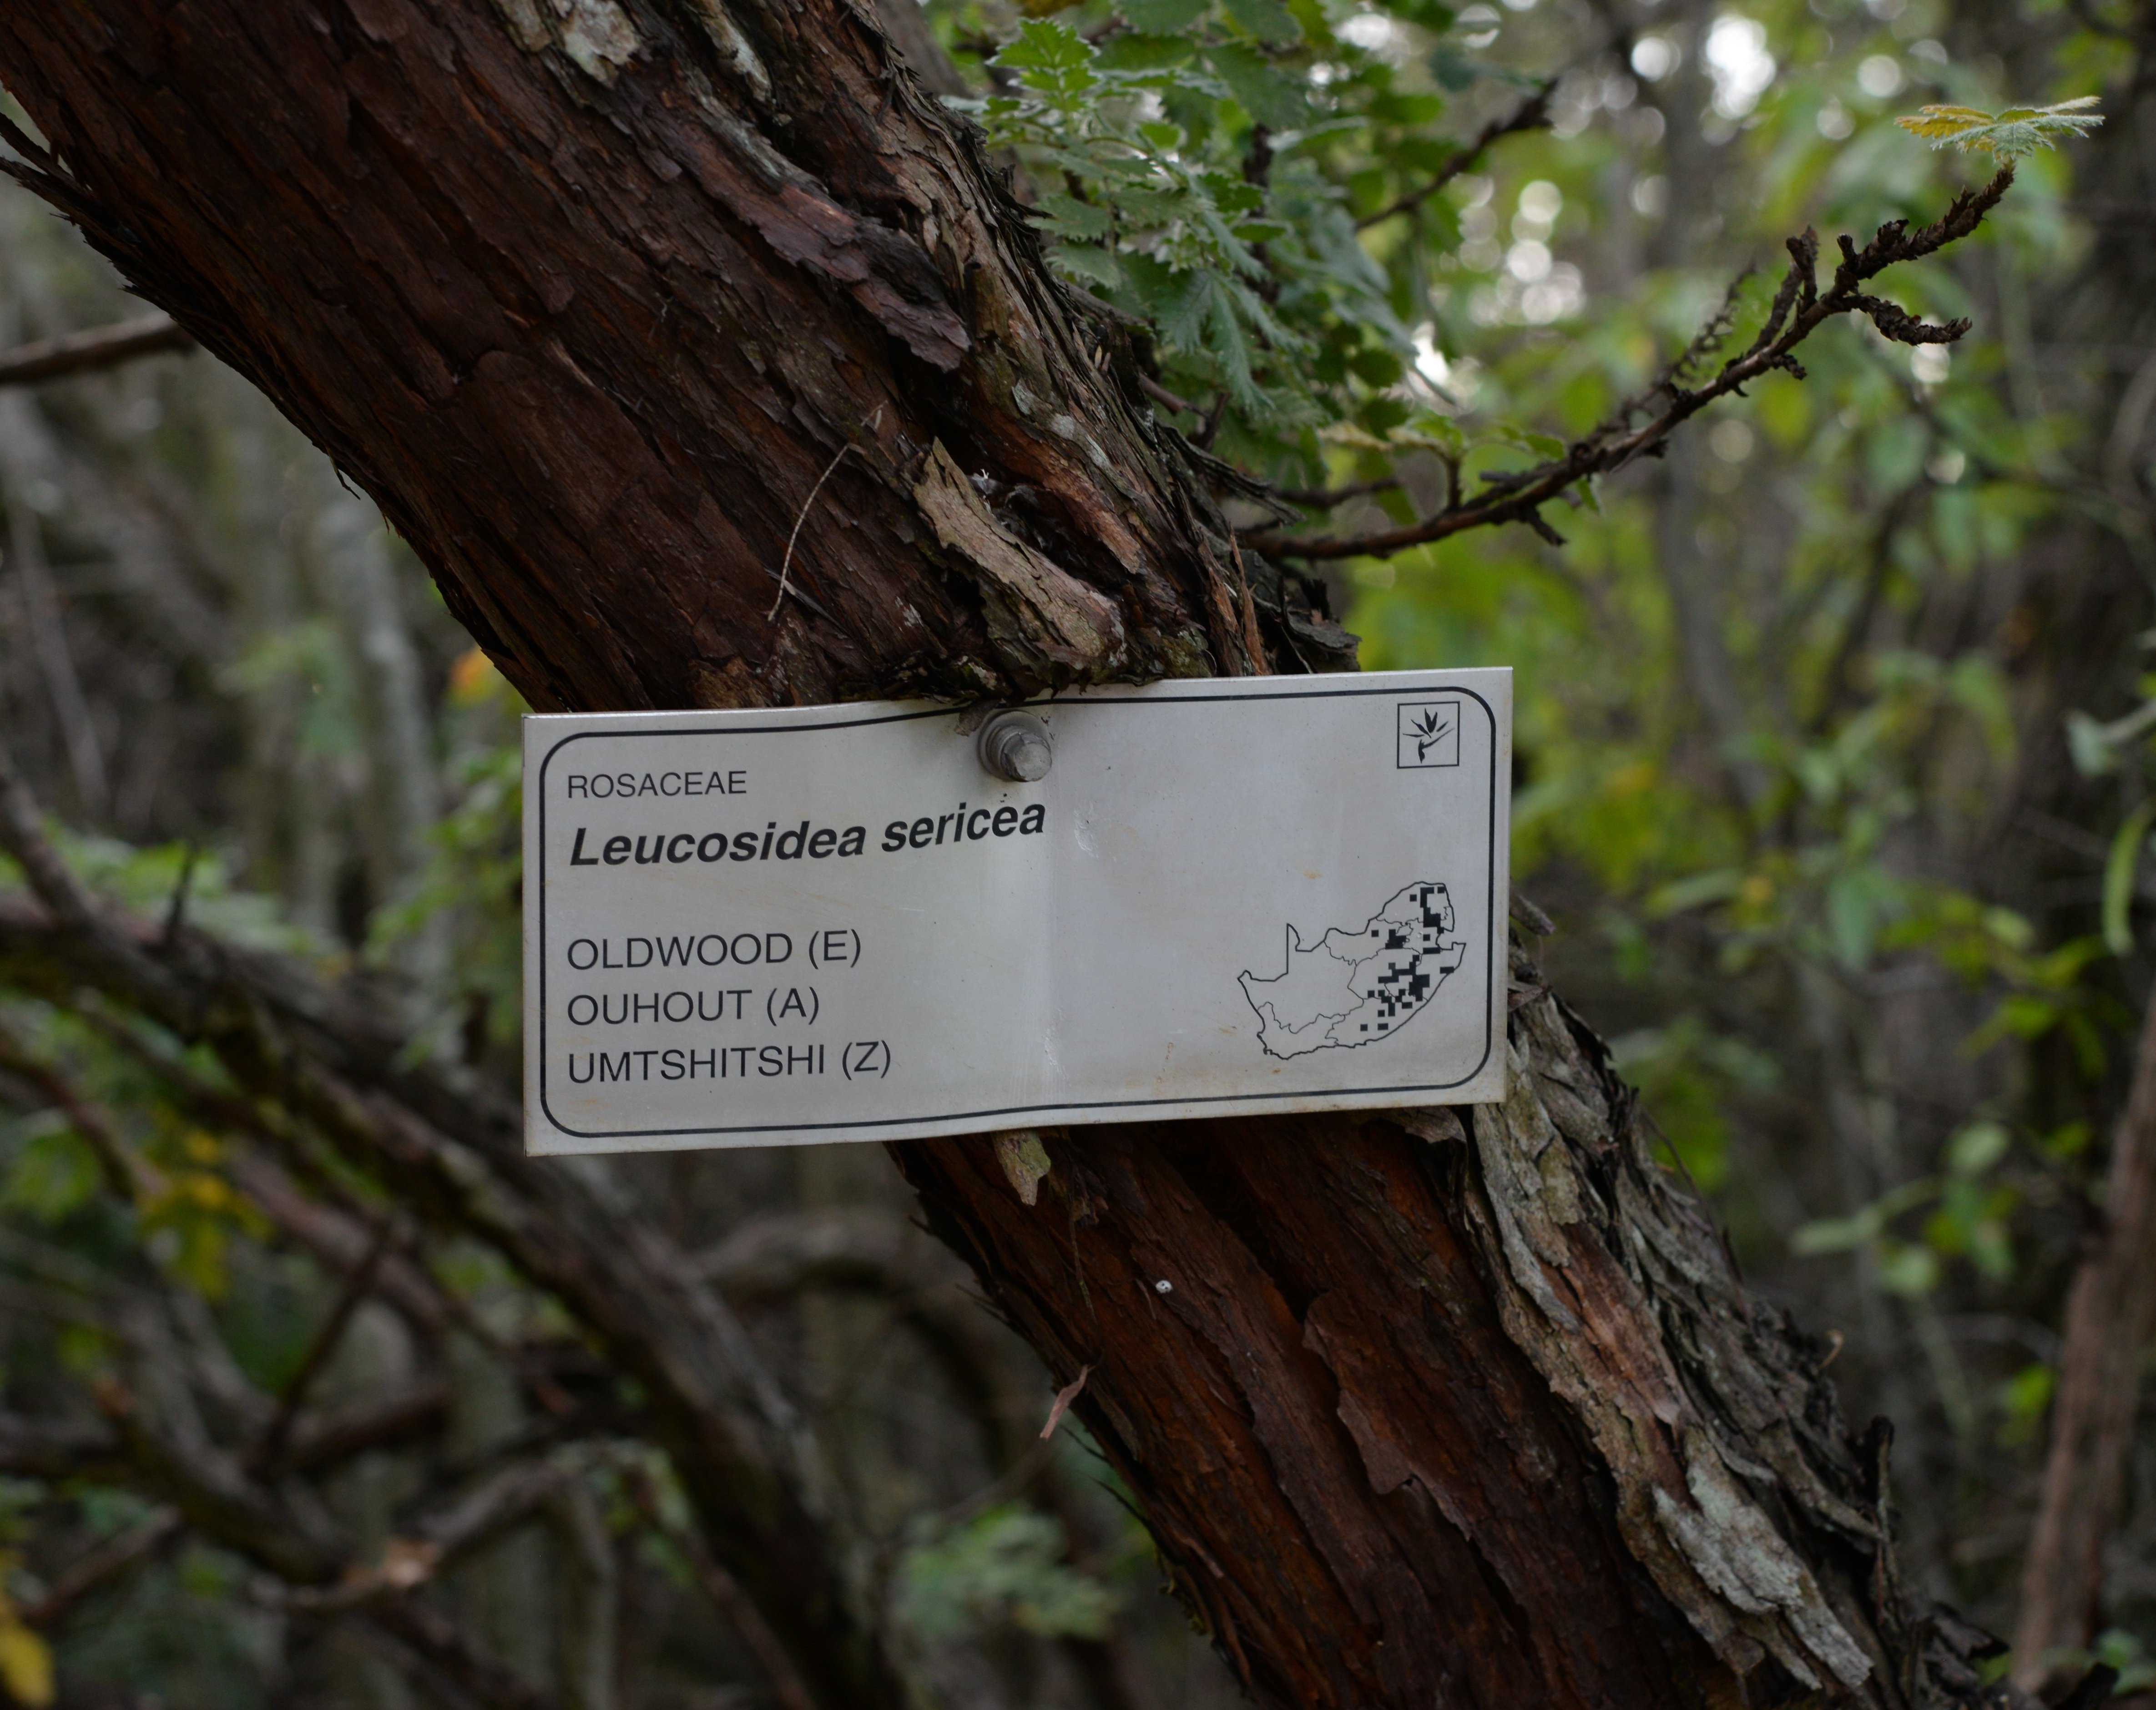 ROSACEAE
Leucosidea sericea
OLDWOOD (E)
OUHOUT (A)
UMTSHITSHI (Z)